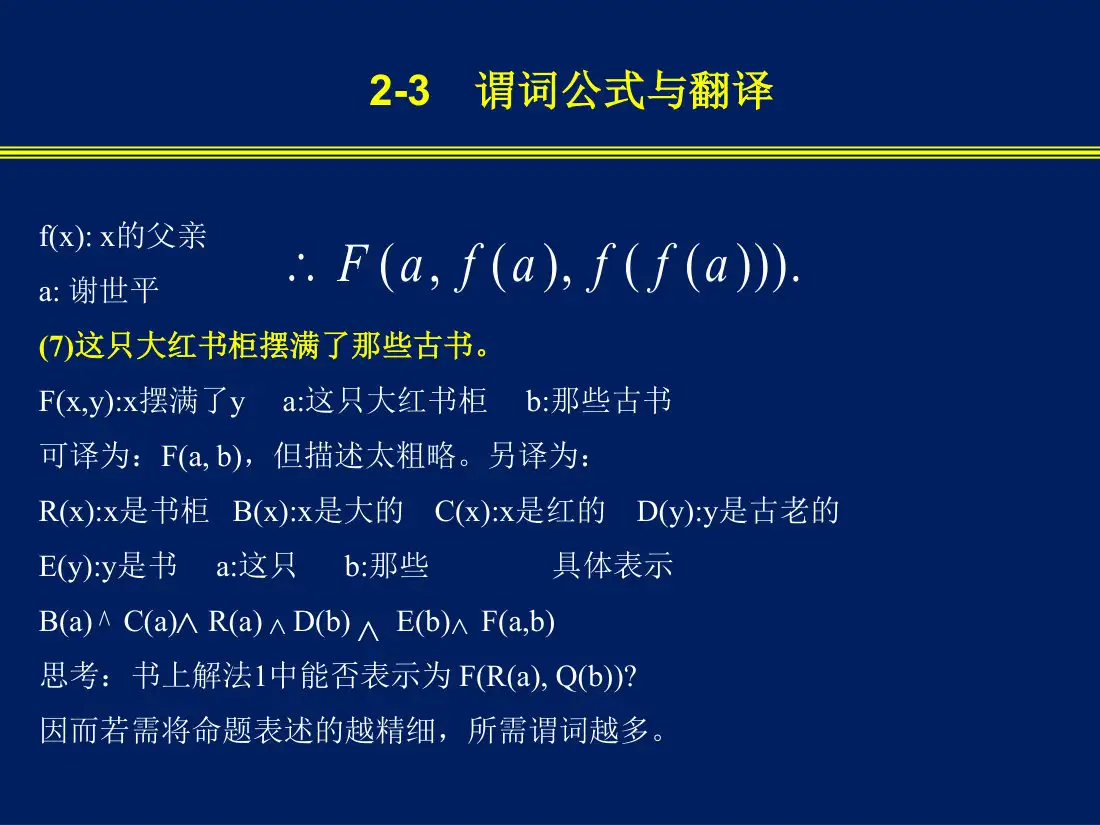 2-3 谓词公式与翻译
f(x): x的父亲
∴ F(a, f(a), f(f(a))).
a: 谢世平
(7)这只大红书柜摆满了那些古书。
F(x,y):x摆满了y a:这只大红书柜 b:那些古书
可译为：F(a, b)，但描述太粗略。另译为：
R(x):x是书柜 B(x):x是大的 C(x):x是红的 D(y):y是古老的
E(y):y是书 a:这只 b:那些 具体表示
B(a)∧ C(a)∧ R(a) ∧ D(b) ∧ E(b)∧ F(a,b)
思考：书上解法1中能否表示为 F(R(a), Q(b))?
因而若需将命题表述的越精细，所需谓词越多。